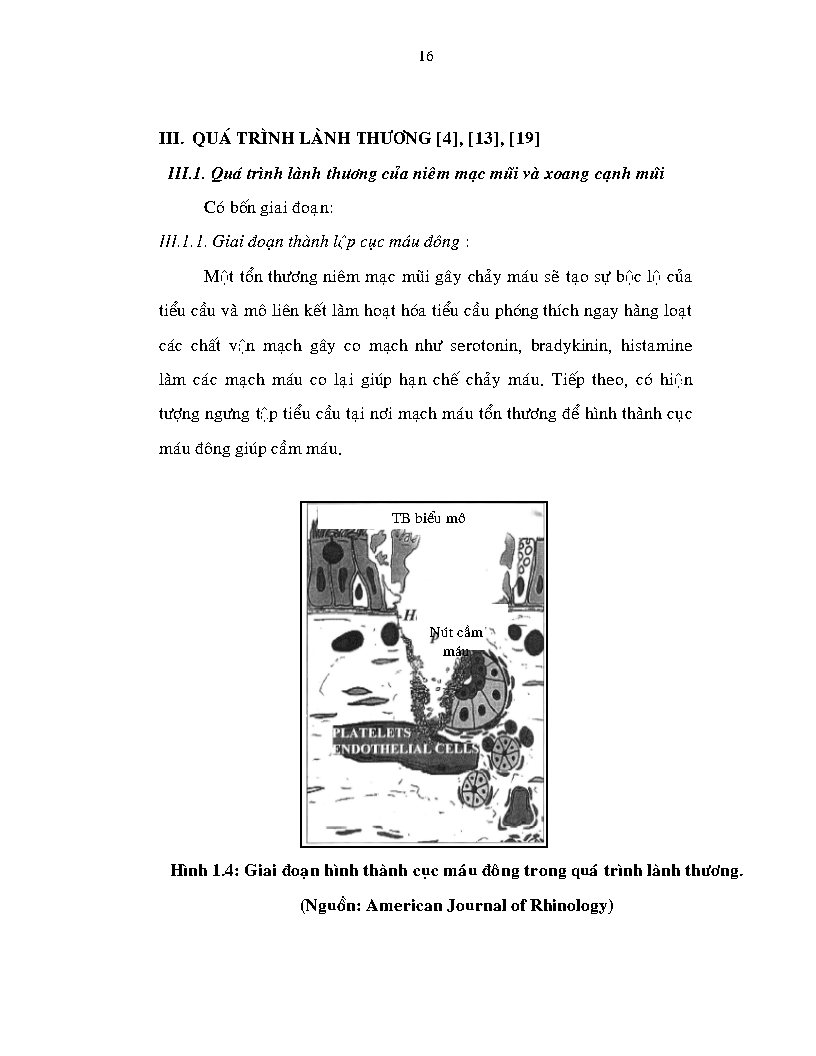 16
III. QUÁ TRÌNH LÀNH THƯƠNG [4], [13], [19]
III.1. Quá trình lành thương của niêm mạc mũi và xoang cạnh mũi
Có bốn giai đoạn:
III.1.1. Giai đoạn thành lập cục máu đông :
Một tổn thương niêm mạc mũi gây chảy máu sẽ tạo sự bộc lộ của
tiểu cầu và mô liên kết làm hoạt hóa tiểu cầu phóng thích ngay hàng loạt
các chất vận mạch gây co mạch như serotonin, bradykinin, histamine
làm các mạch máu co lại giúp hạn chế chảy máu. Tiếp theo, có hiện
tượng ngưng tập tiểu cầu tại nơi mạch máu tổn thương để hình thành cục
máu đông giúp cầm máu.
TB biểu mô
Nút cầm
máu
PLATELETS
ENDOTHELIAL CELLS
Hình 1.4: Giai đoạn hình thành cục máu đông trong quá trình lành thương.
(Nguồn: American Journal of Rhinology)